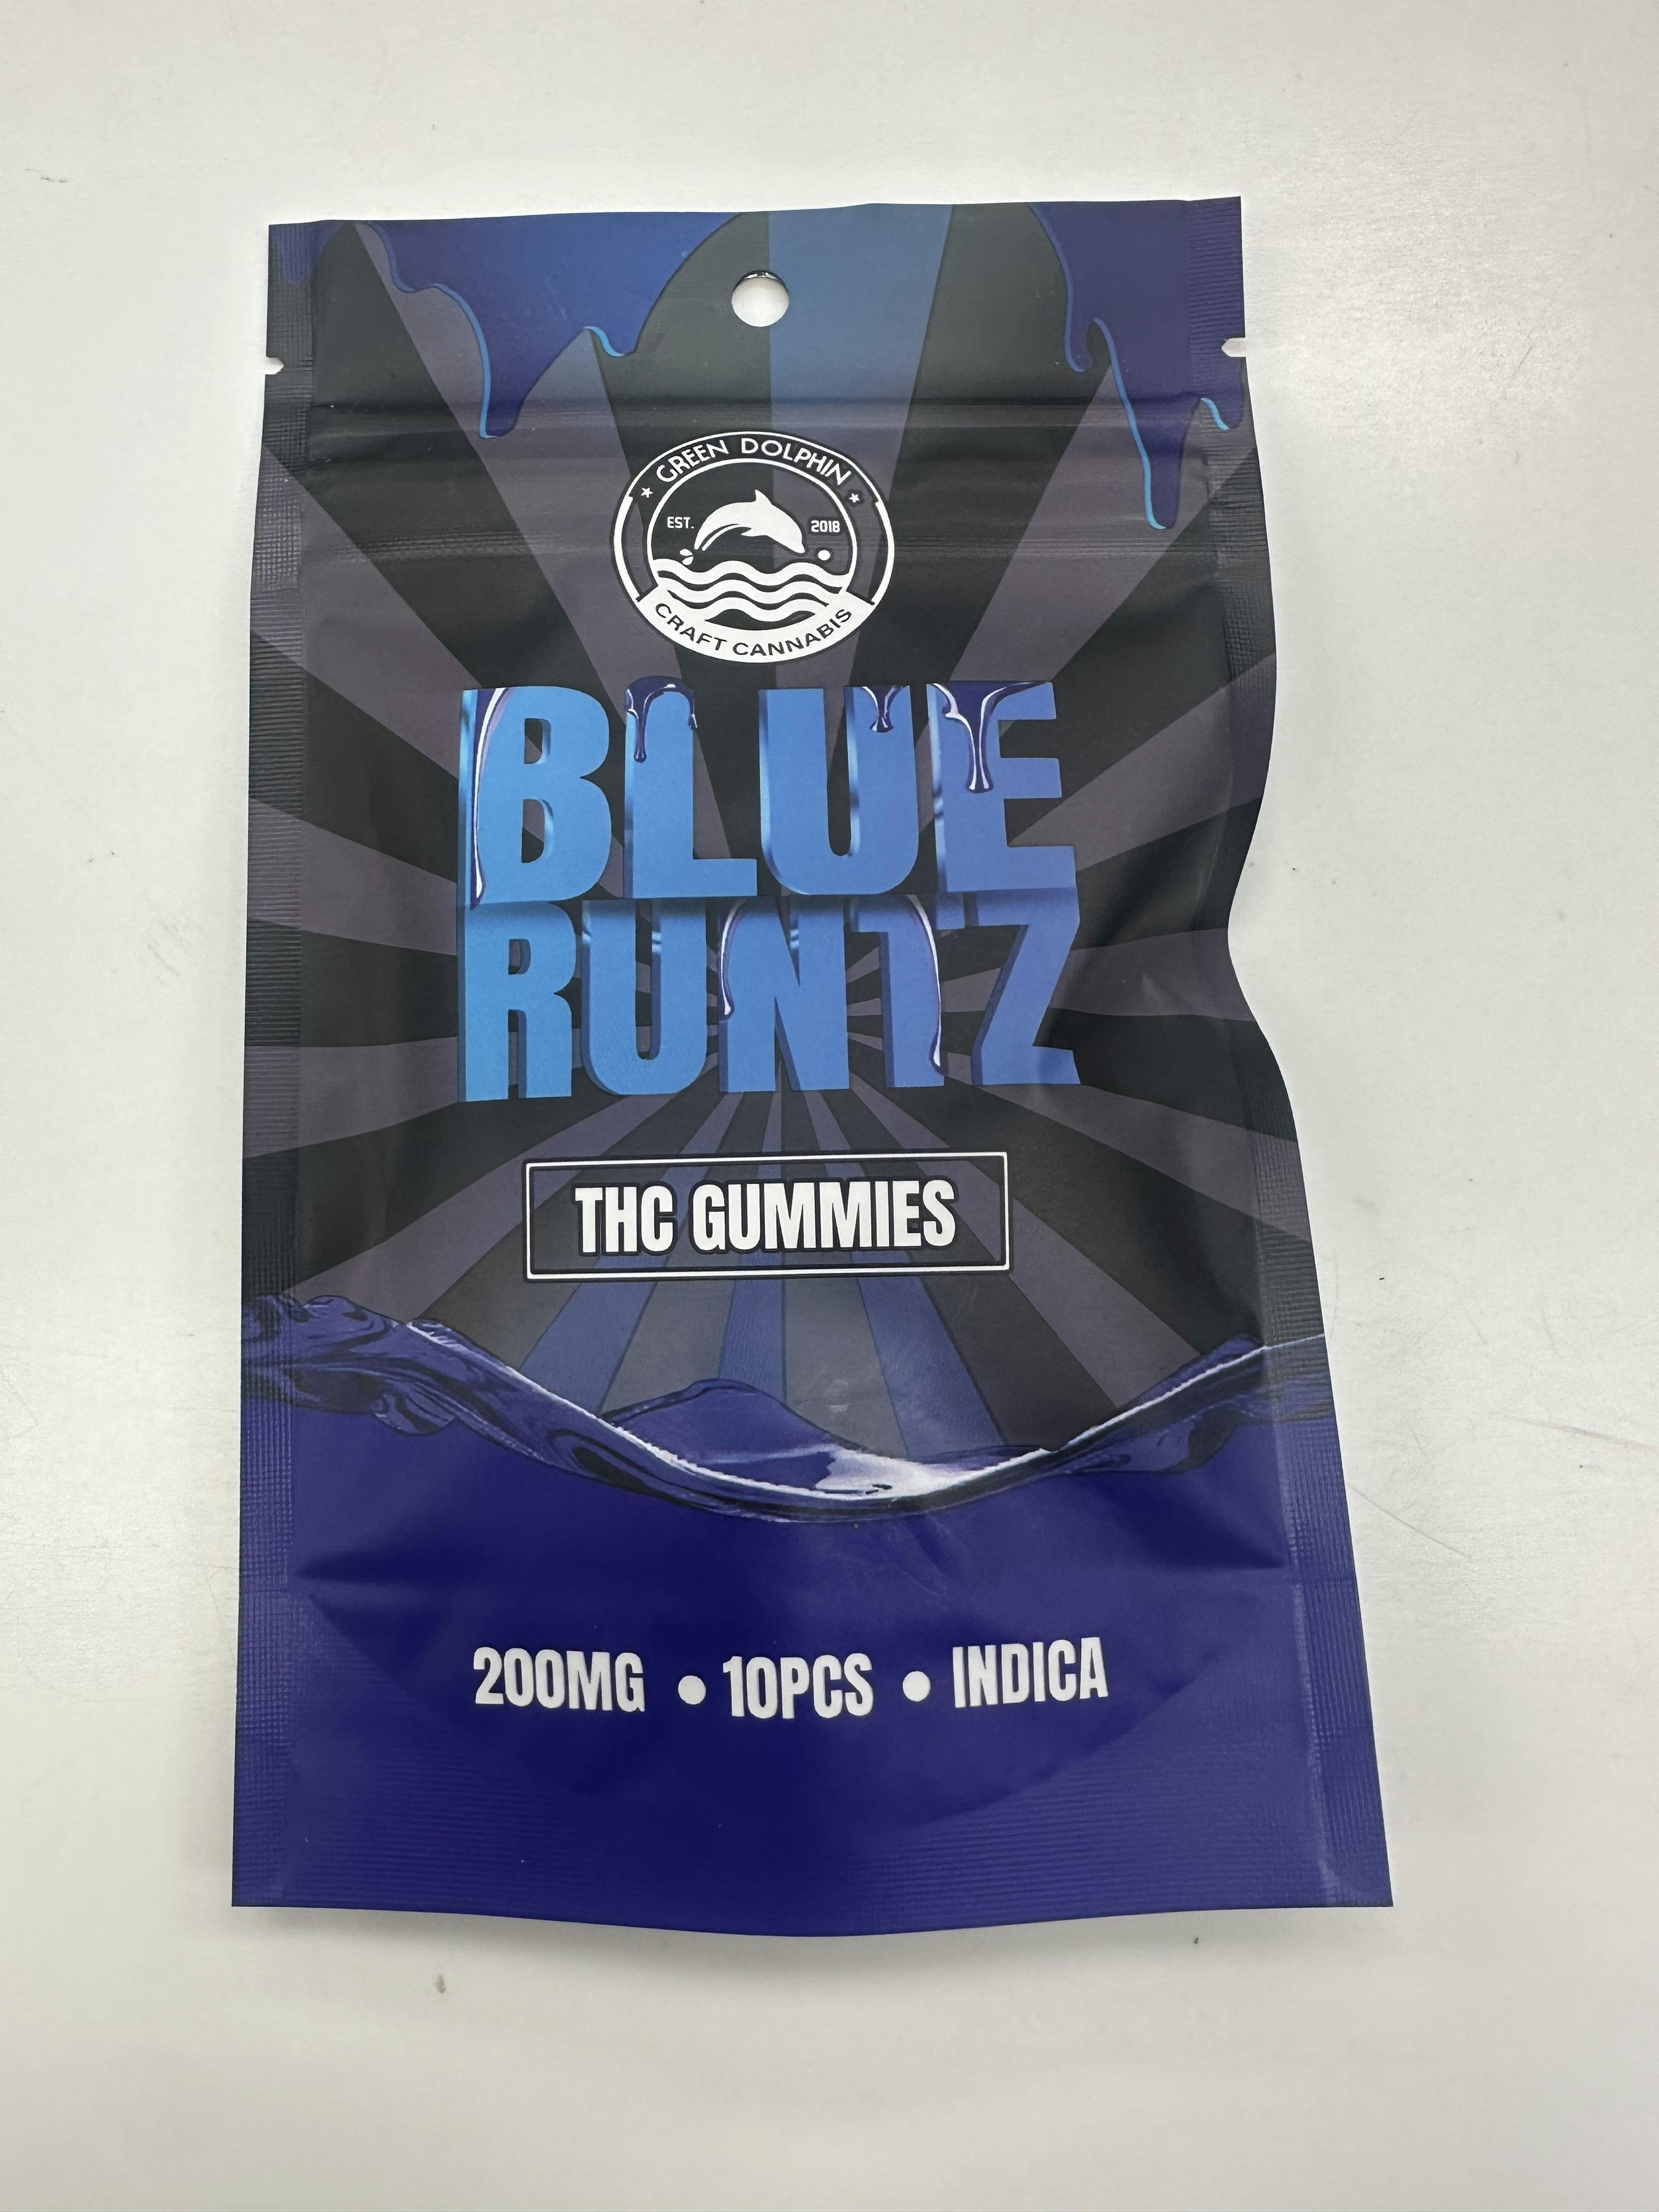 GREEN DOLPHIN
EST. 2018
CRAFT CANNABIS
BLUE
RUNTZ
THC GUMMIES
200MG • 10PCS • INDICA